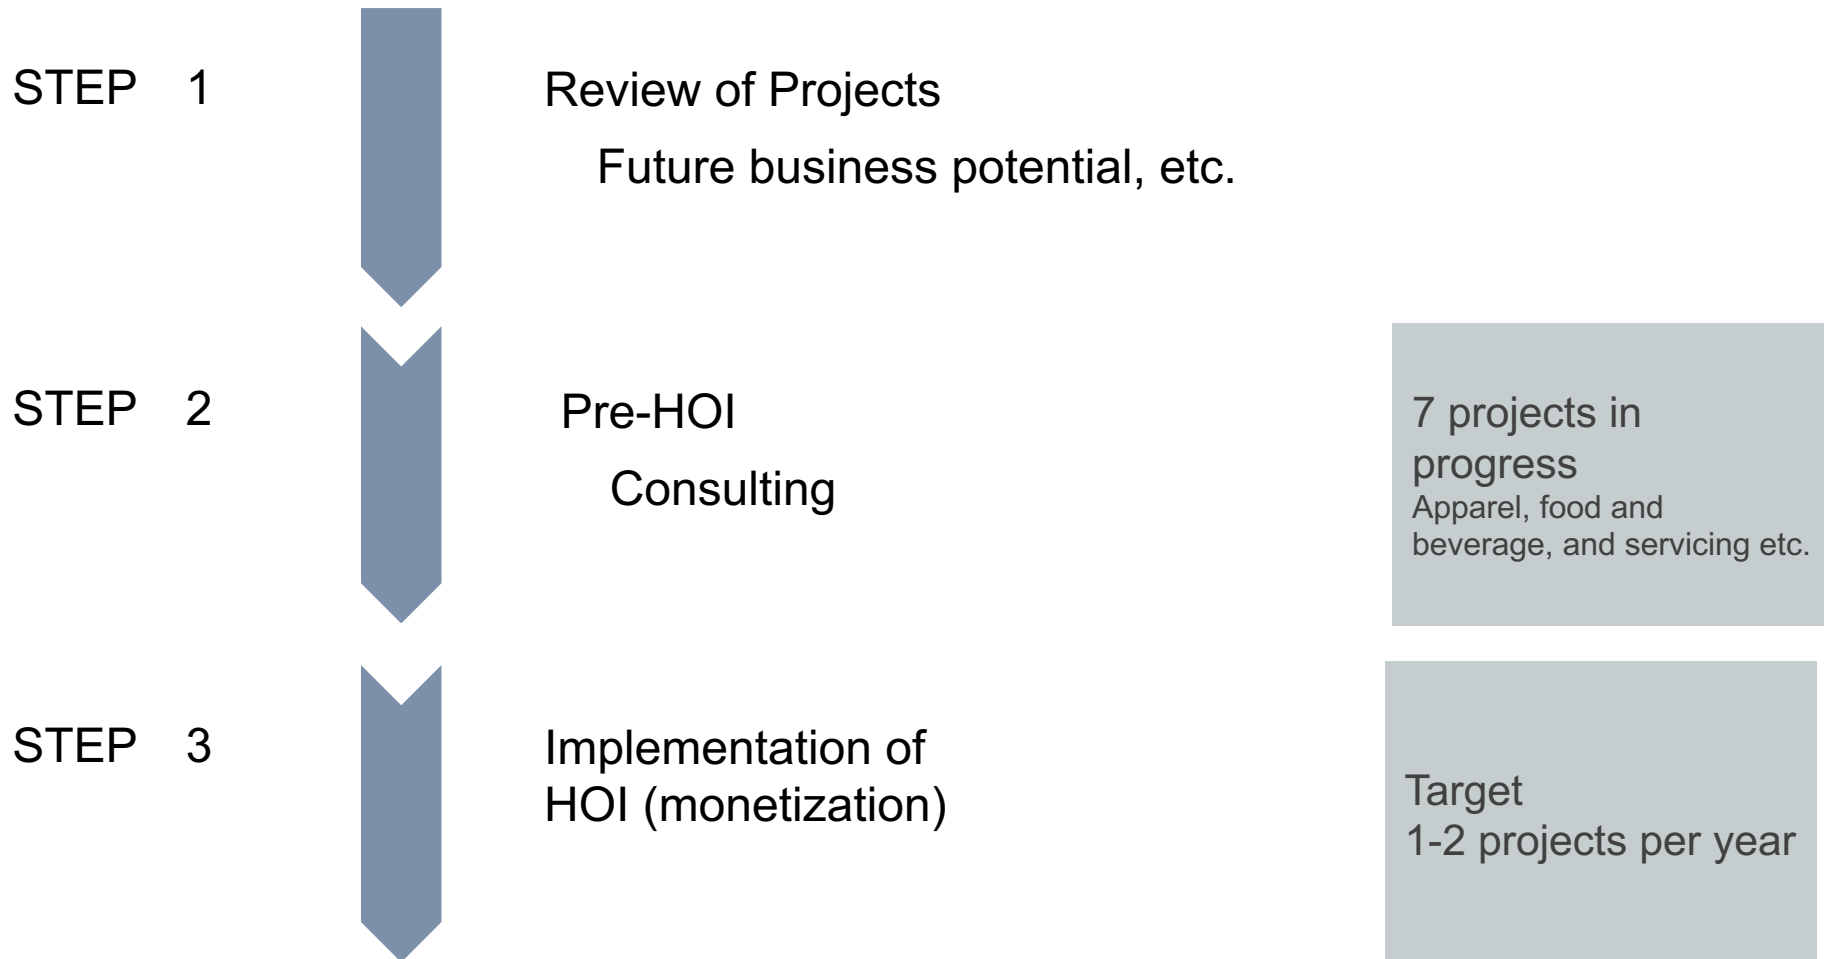 STEP 1
Review of Projects
Future business potential, etc.
STEP 2
Pre-HOI
Consulting
7 projects in
progress
Apparel, food and
beverage, and servicing etc.
STEP 3
Implementation of
HOI (monetization)
Target
1-2 projects per year